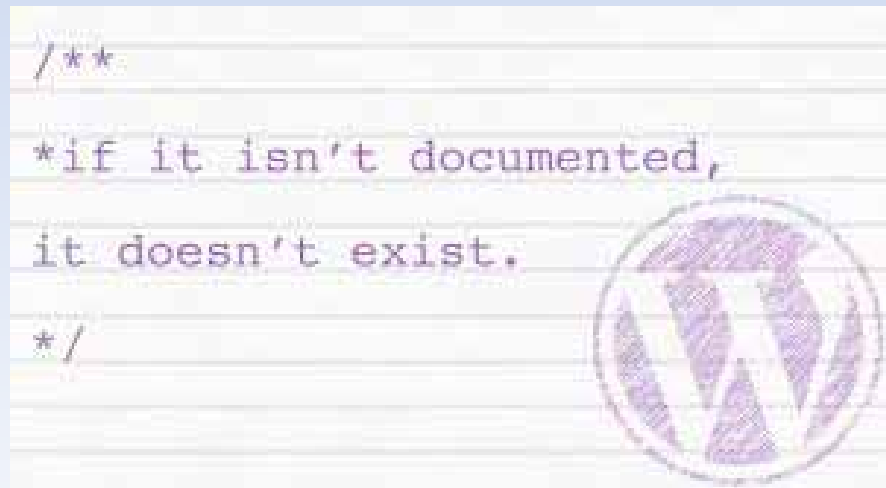 /**
*if it isn't documented,
it doesn't exist.
*/